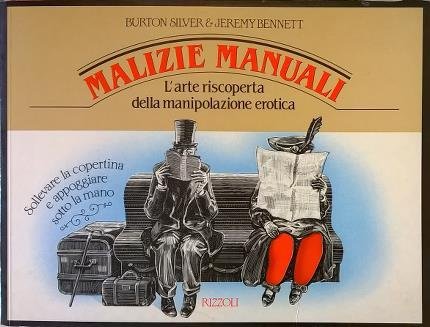 BURTON SILVER & JEREMY BENNETT
MALIZIE MANUALI
L'arte riscoperta
della manipolazione erotica
Sollevare la copertina
e appoggiare
sotto la mano
RIZZOLI